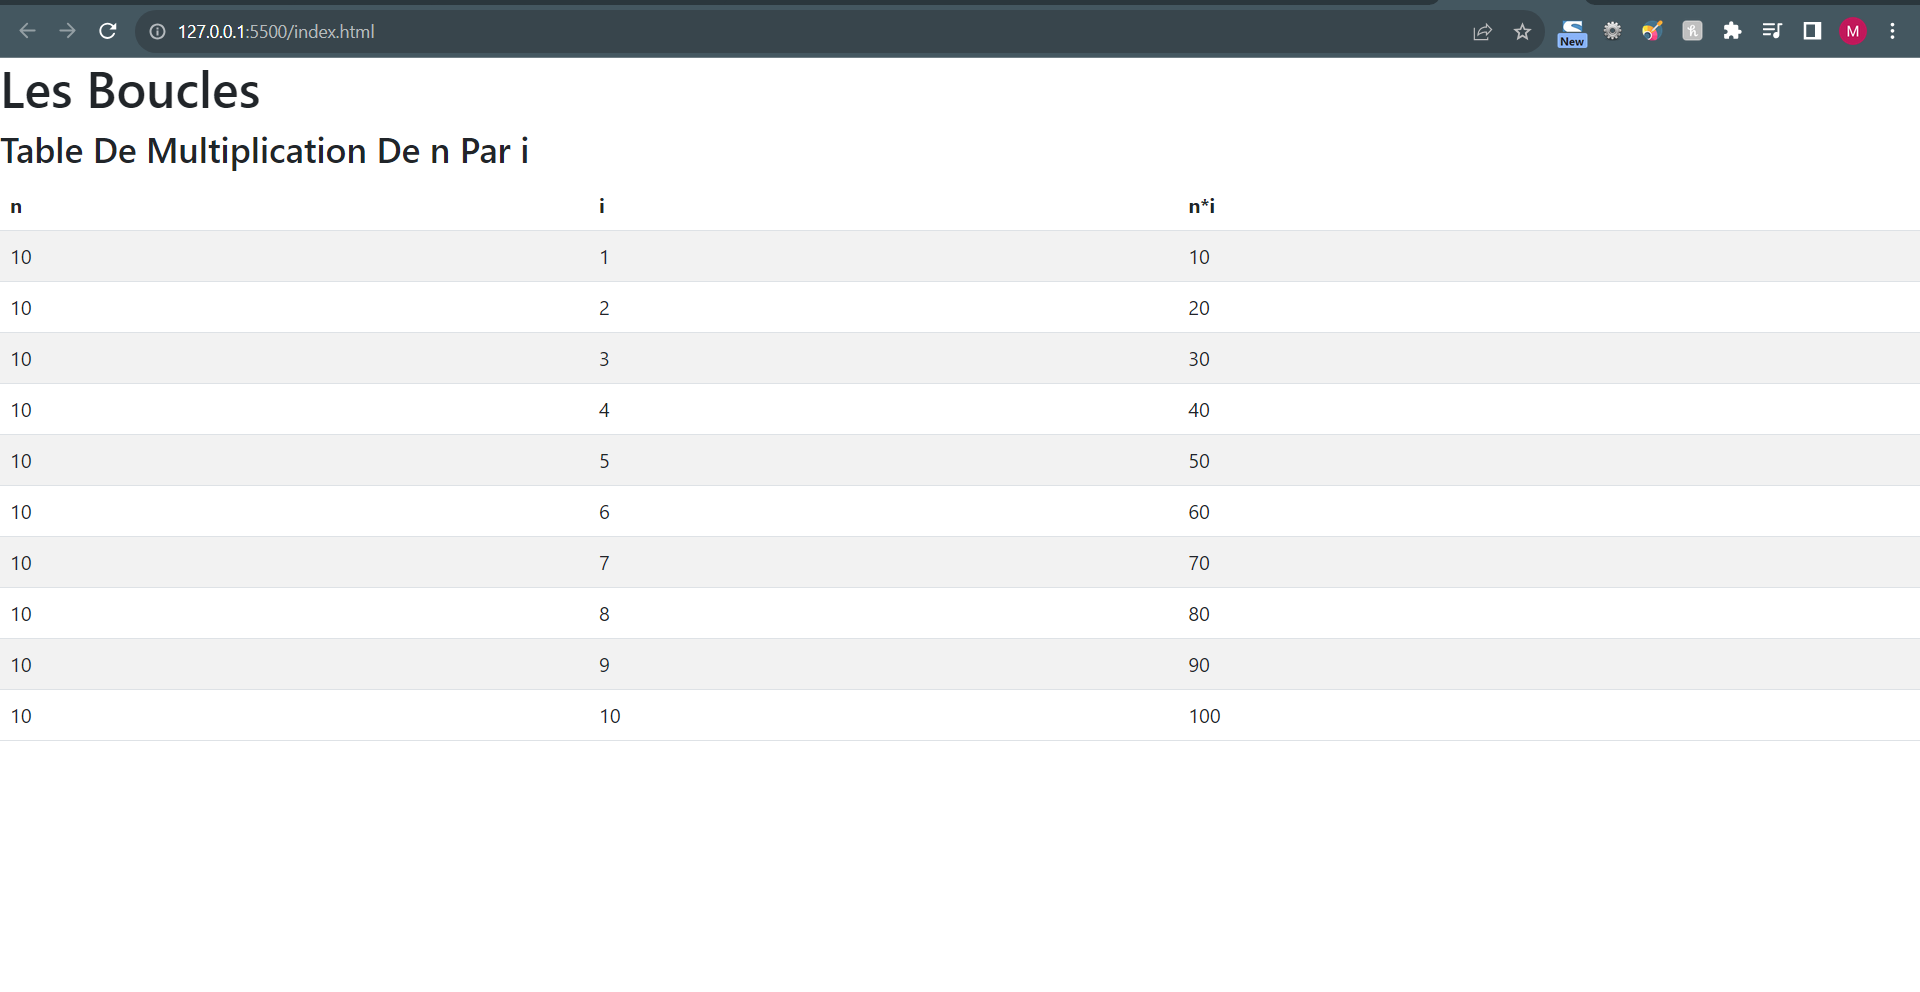 127.0.0.1:5500/index.html
New
M
Les Boucles
Table De Multiplication De n Par i
n i n*i
10 1 10
10 2 20
10 3 30
10 4 40
10 5 50
10 6 60
10 7 70
10 8 80
10 9 90
10 10 100